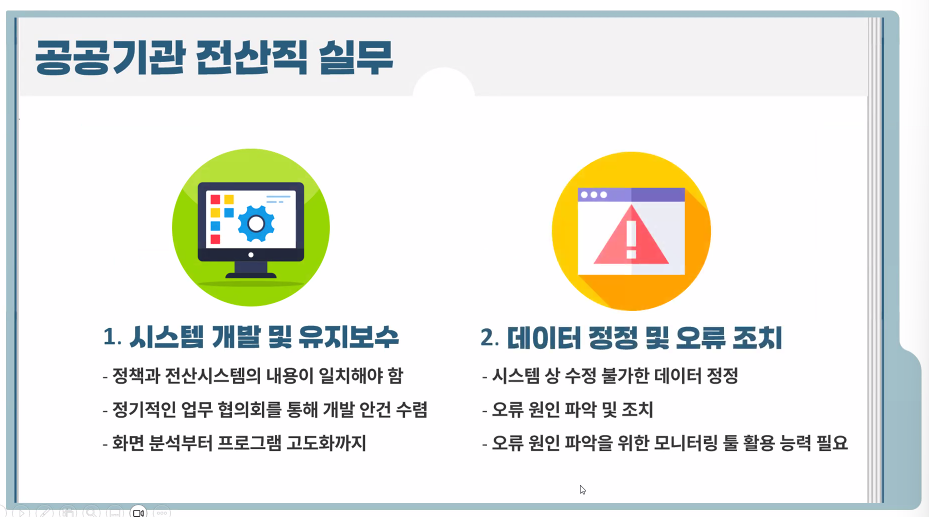 공공기관 전산직 실무
1. 시스템 개발 및 유지보수
- 정책과 전산시스템의 내용이 일치해야 함
- 정기적인 업무 협의회를 통해 개발 안건 수렴
- 화면 분석부터 프로그램 고도화까지
2. 데이터 정정 및 오류 조치
- 시스템 상 수정 불가한 데이터 정정
- 오류 원인 파악 및 조치
- 오류 원인 파악을 위한 모니터링 툴 활용 능력 필요